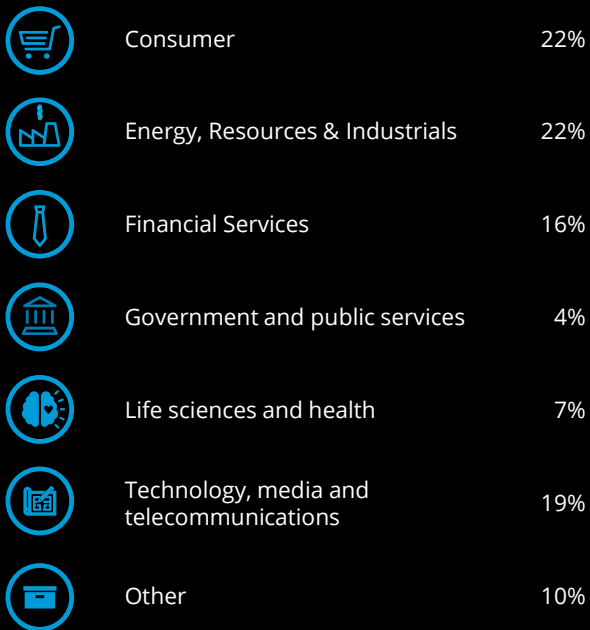 Consumer 22%
Energy, Resources & Industrials 22%
Financial Services 16%
Government and public services 4%
Life sciences and health 7%
Technology, media and
telecommunications 19%
Other 10%